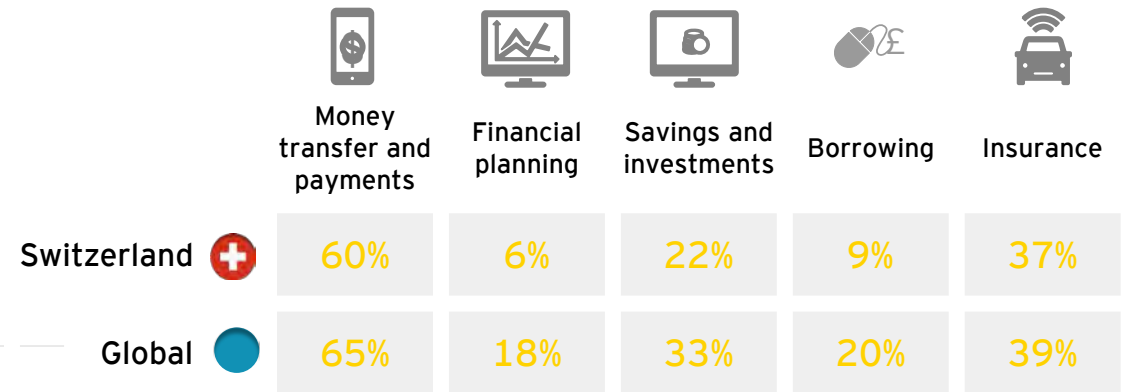 Money
transfer and
payments
Financial
planning
Savings and
investments
Borrowing
Insurance
Switzerland 60% 6% 22% 9% 37%
Global 65% 18% 33% 20% 39%
$
£